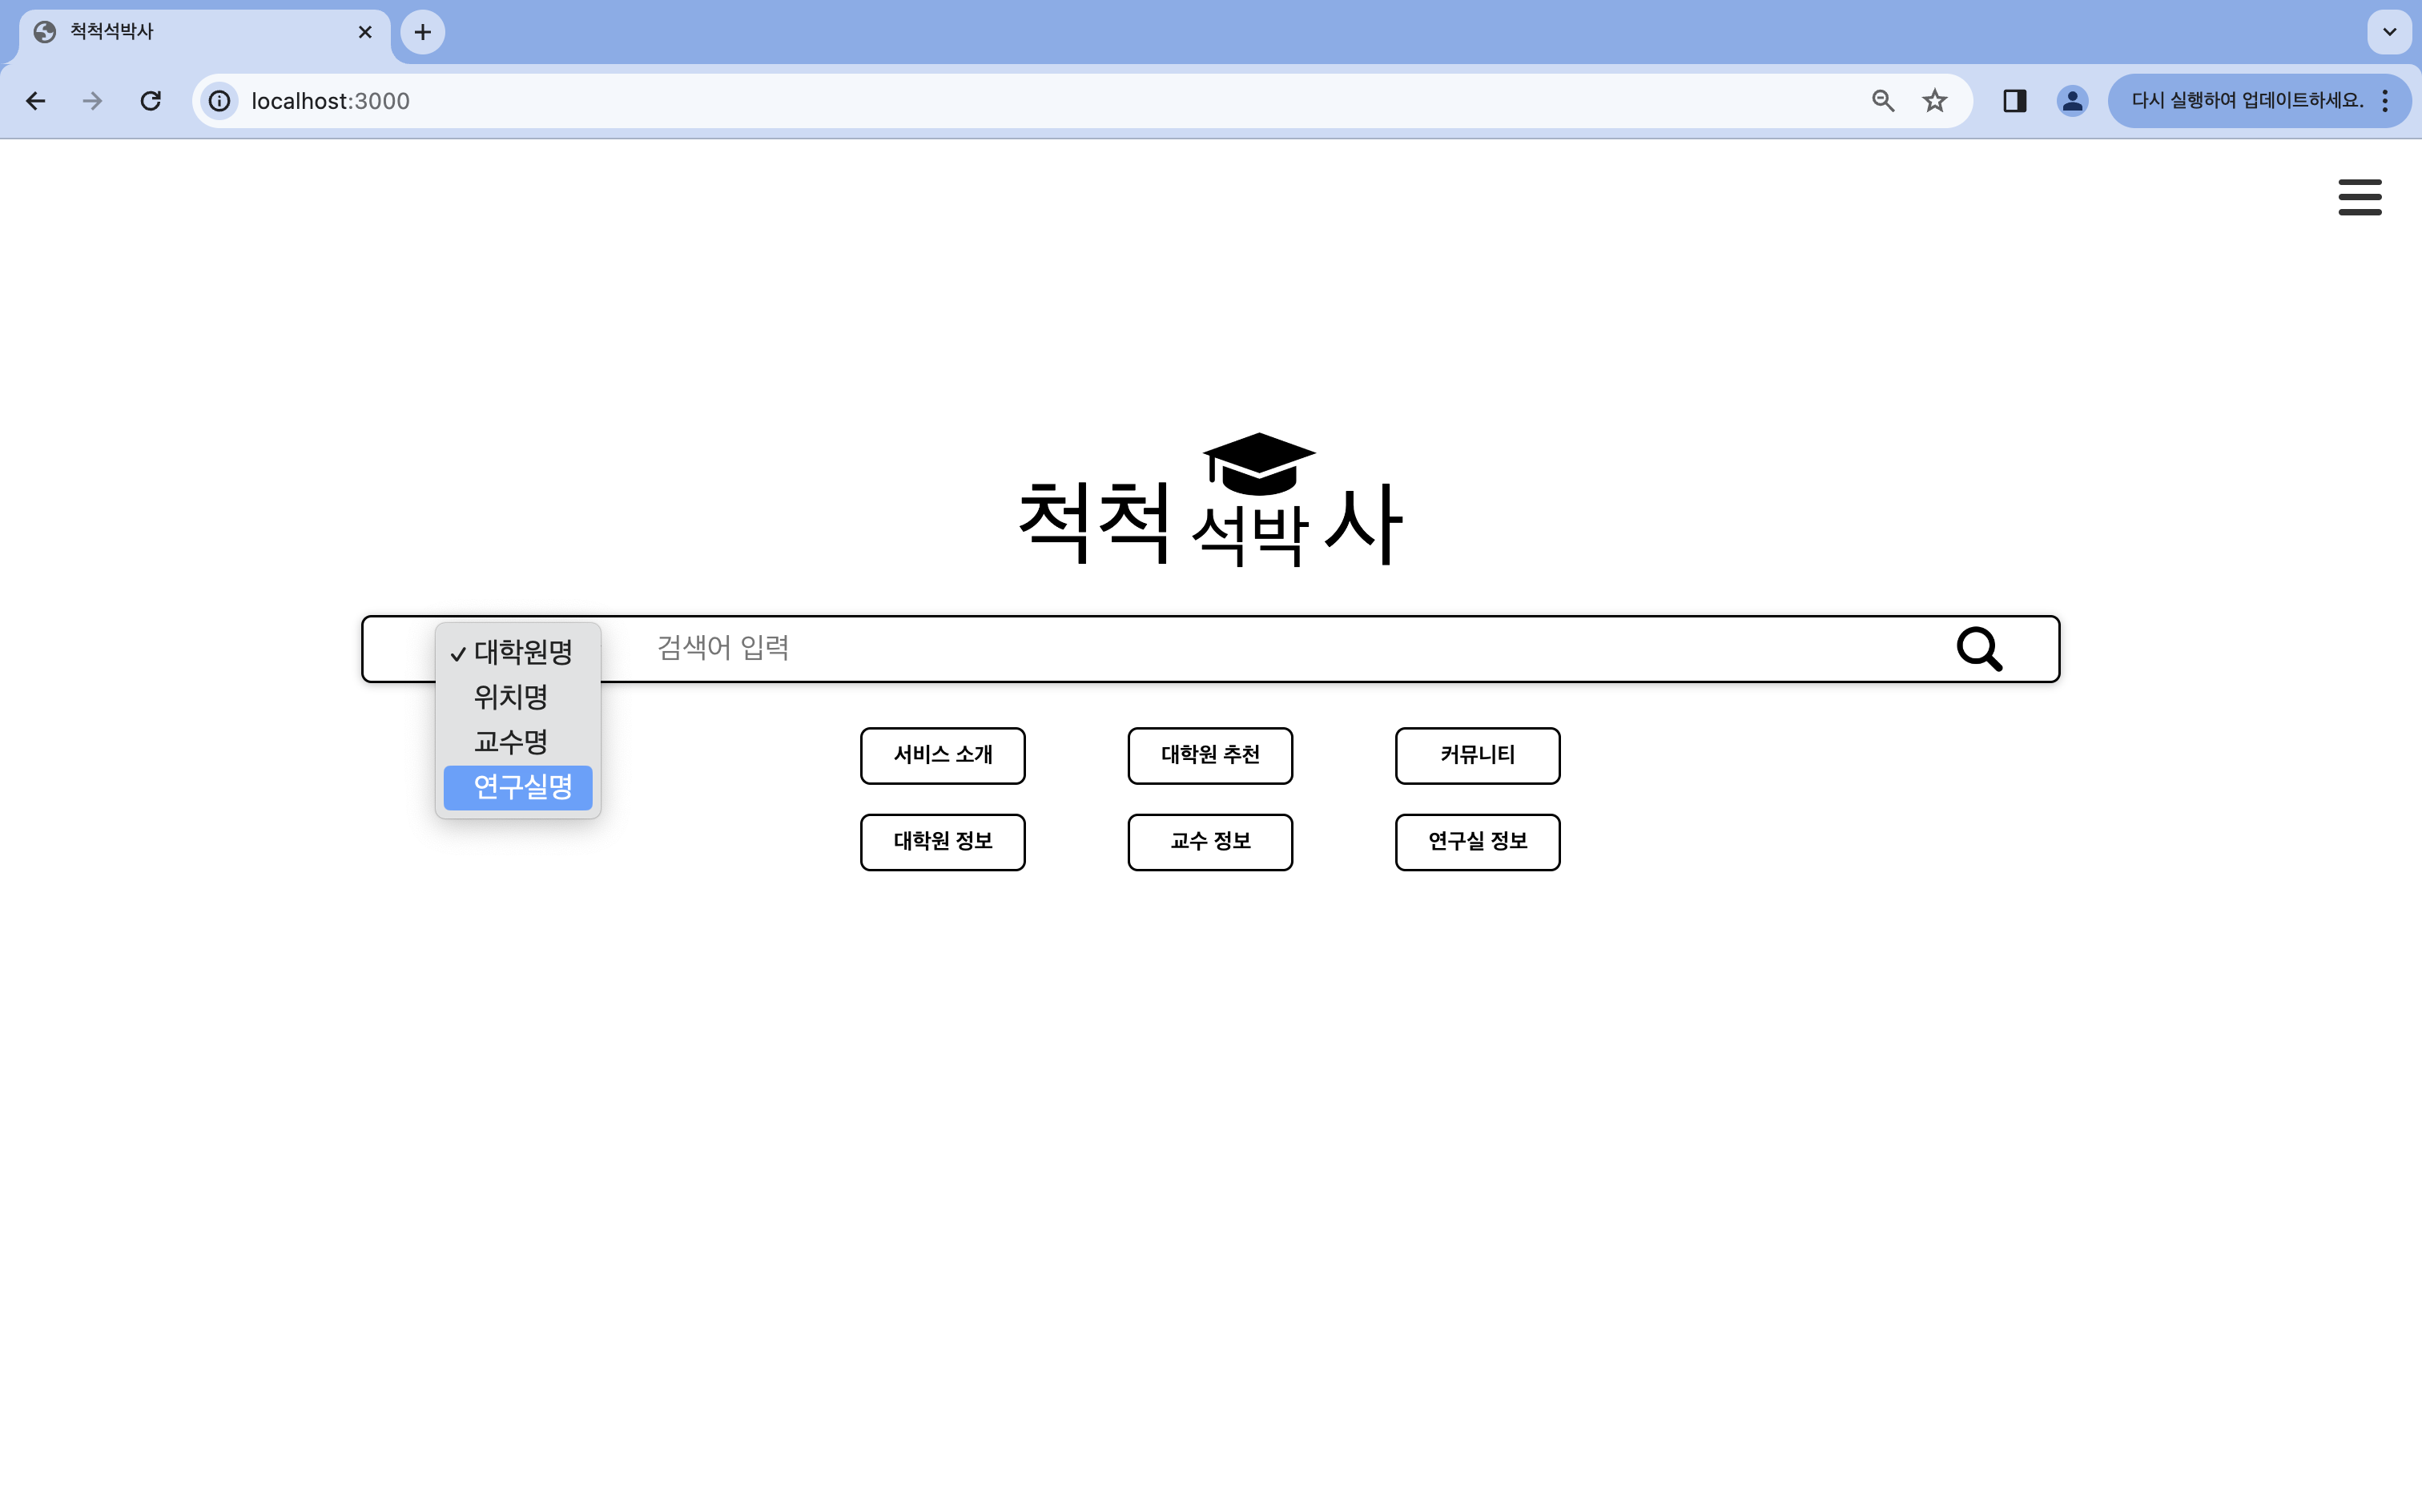 척척석박사
localhost:3000
다시 실행하여 업데이트하세요.
척척 석박 사
대학원명
검색어 입력
위치명
교수명
연구실명
서비스 소개
대학원 추천
커뮤니티
대학원 정보
교수 정보
연구실 정보